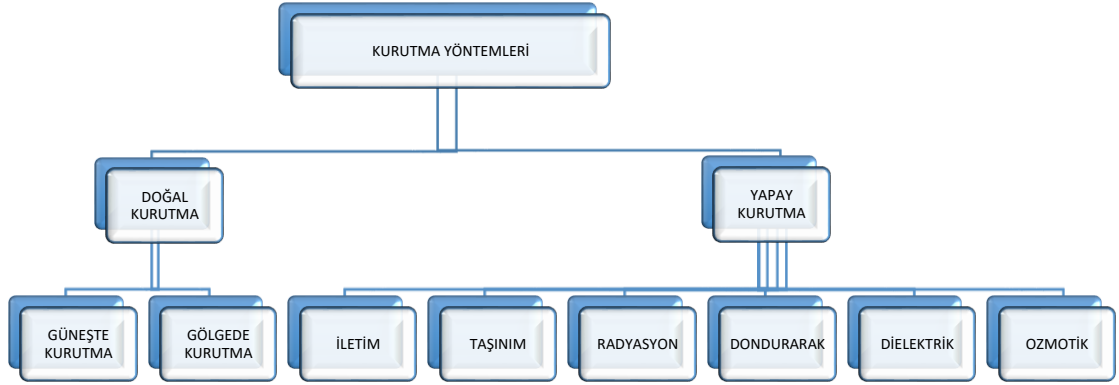 KURUTMA YÖNTEMLERİ
DOĞAL
KURUTMA
YAPAY
KURUTMA
GÜNEŞTE
KURUTMA
GÖLGEDE
KURUTMA
İLETİM
TAŞINIM
RADYASYON
DONDURARAK
DİELEKTRİK
OZMOTİK